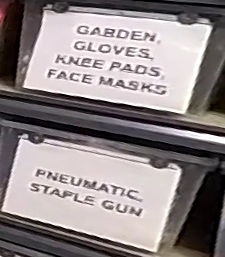 GARDEN,
GLOVES,
KNEE PADS,
FACE MASKS
PNEUMATIC,
STAPLE GUN